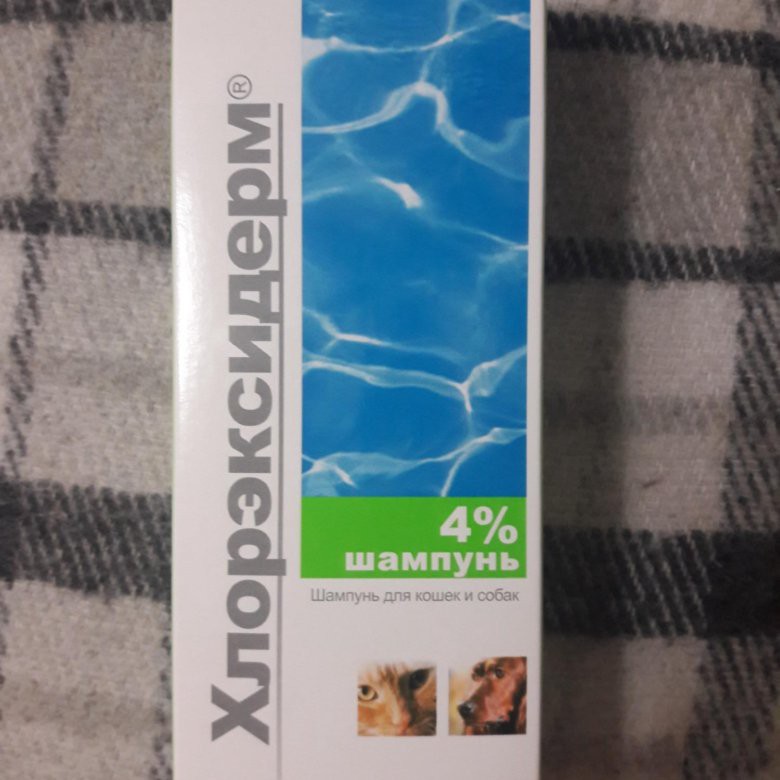 Хлорэксидерм®
4%
шампунь
Шампунь для кошек и собак